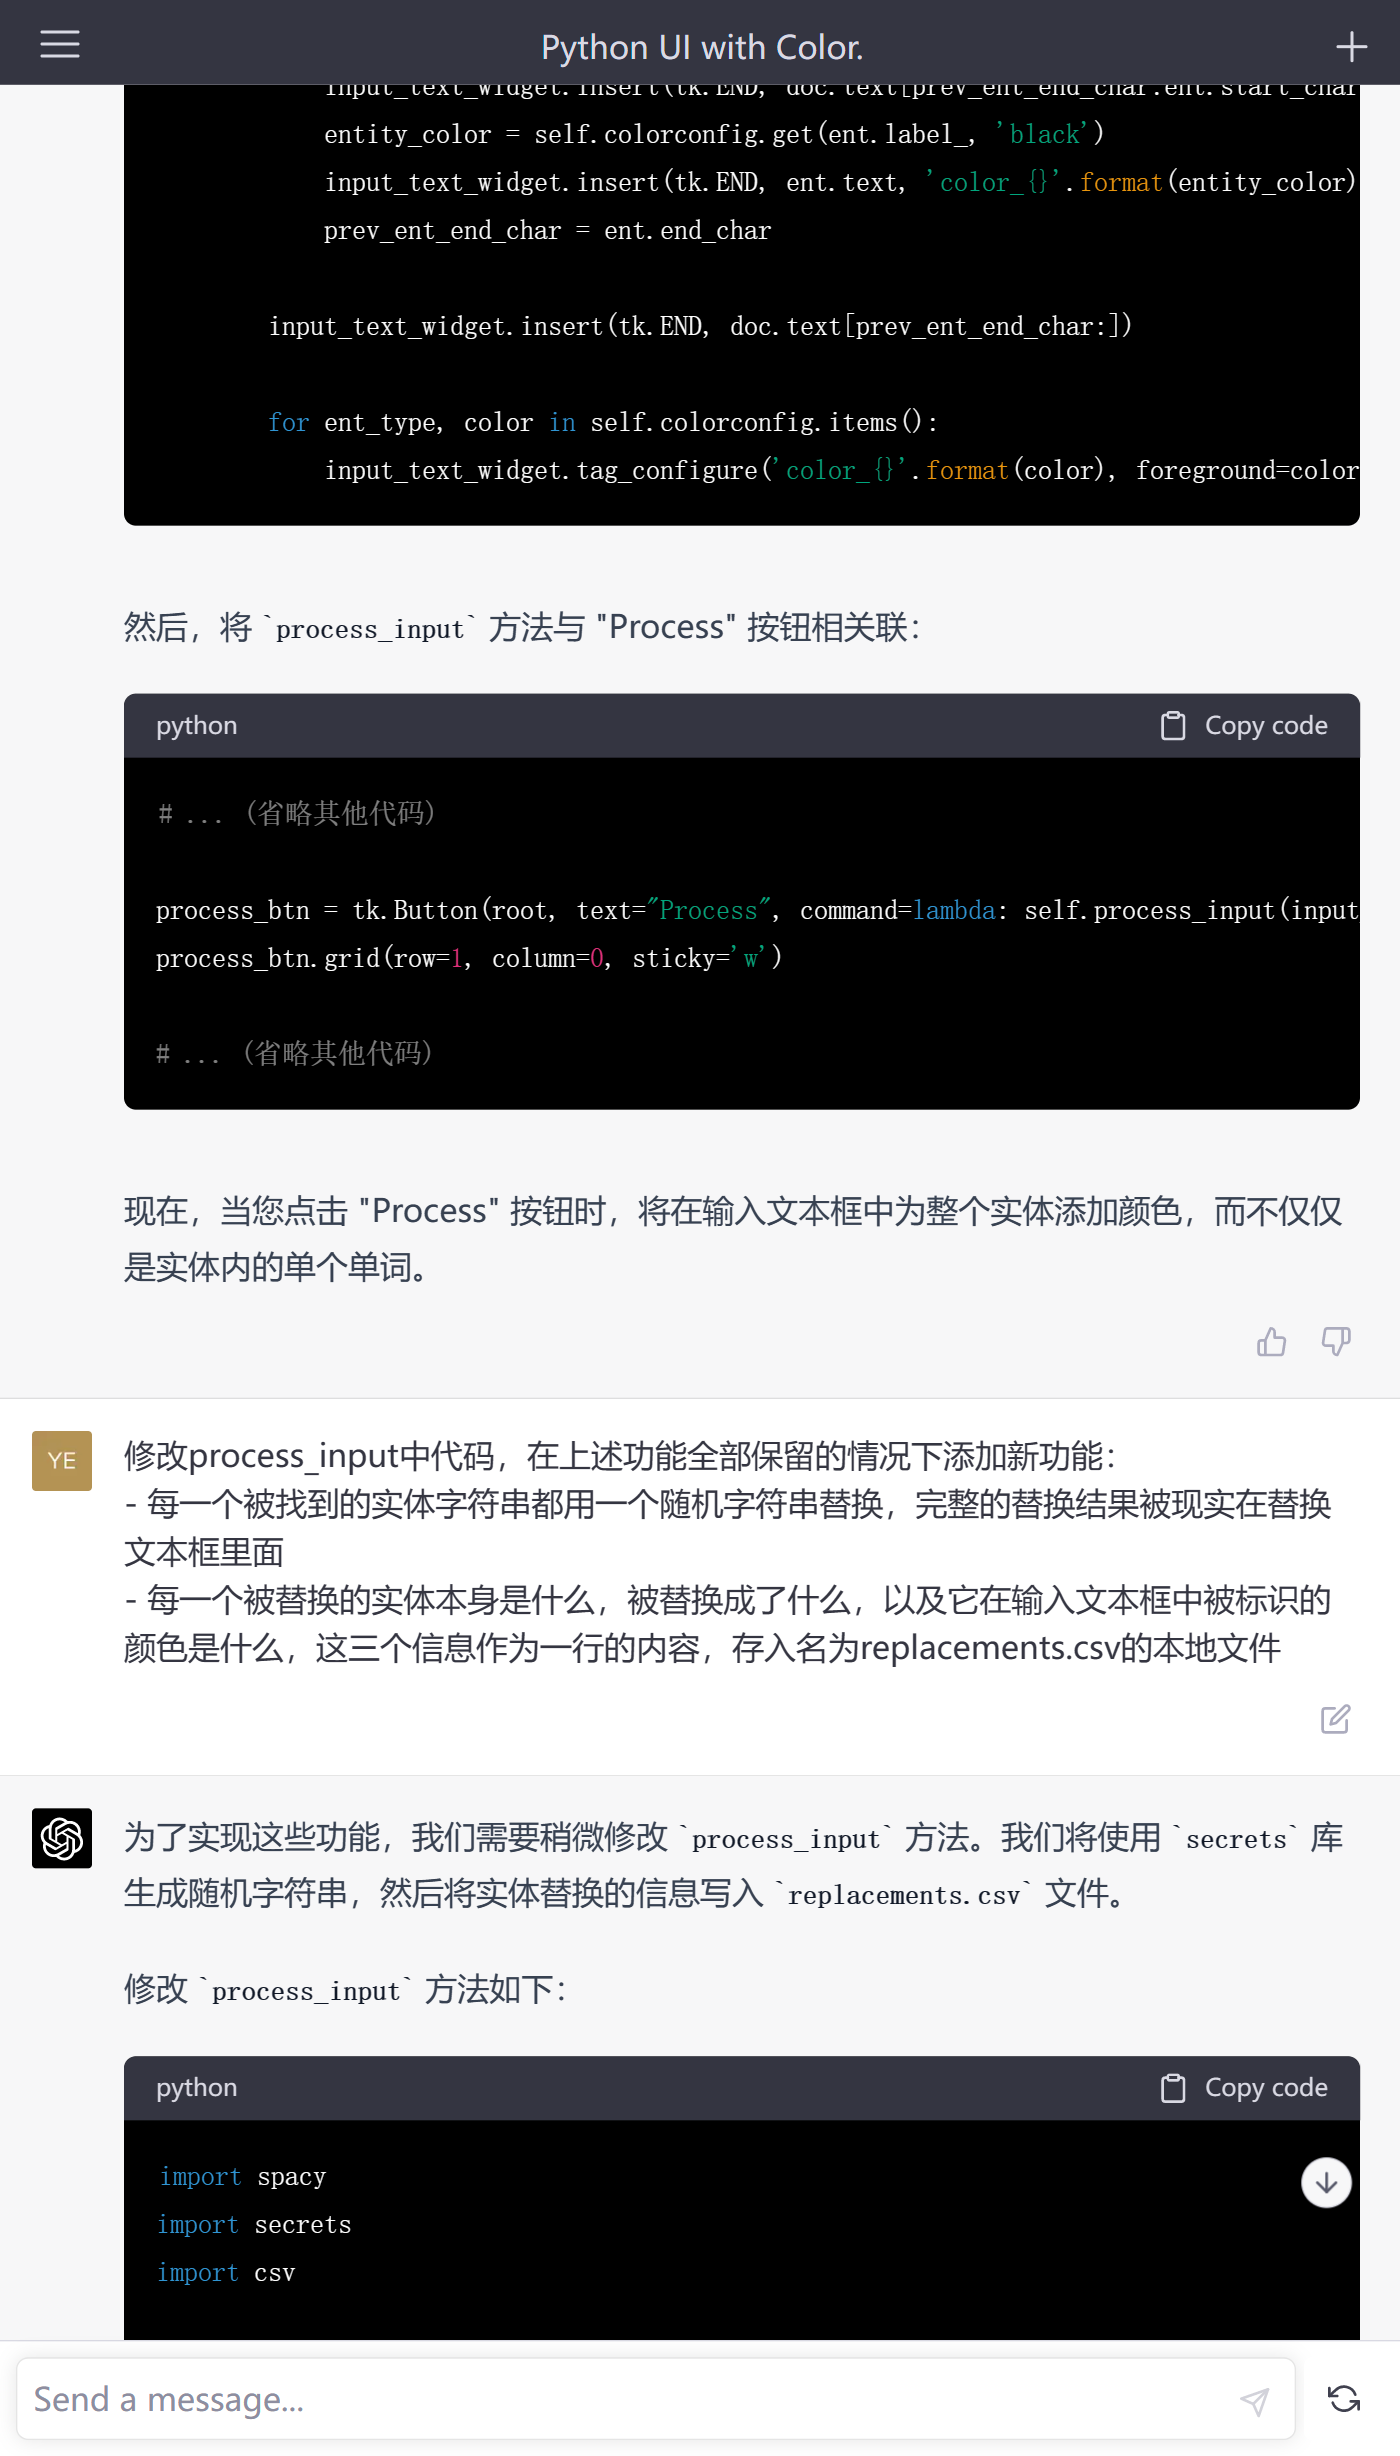 Python UI with Color.
input_text_widget.insert(tk.END, doc.text[prev_ent_end_char:ent.start_char
entity_color = self.colorconfig.get(ent.label_, 'black')
input_text_widget.insert(tk.END, ent.text, 'color_{}'.format(entity_color)
prev_ent_end_char = ent.end_char
input_text_widget.insert(tk.END, doc.text[prev_ent_end_char:])
for ent_type, color in self.colorconfig.items():
input_text_widget.tag_configure('color_{}'.format(color), foreground=color
然后，将 `process_input` 方法与 "Process" 按钮相关联：
python
Copy code
# ... (省略其他代码)
process_btn = tk.Button(root, text="Process", command=lambda: self.process_input(input
process_btn.grid(row=1, column=0, sticky='w')
# ... (省略其他代码)
现在，当您点击 "Process" 按钮时，将在输入文本框中为整个实体添加颜色，而不仅仅
是实体内的单个单词。
YE
修改process_input中代码，在上述功能全部保留的情况下添加新功能：
- 每一个被找到的实体字符串都用一个随机字符串替换，完整的替换结果被现实在替换
文本框里面
- 每一个被替换的实体本身是什么，被替换成了什么，以及它在输入文本框中被标识的
颜色是什么，这三个信息作为一行的内容，存入名为replacements.csv的本地文件
为了实现这些功能，我们需要稍微修改 `process_input` 方法。我们将使用 `secrets` 库
生成随机字符串，然后将实体替换的信息写入 `replacements.csv` 文件。
修改 `process_input` 方法如下：
python
Copy code
import spacy
import secrets
import csv
Send a message...